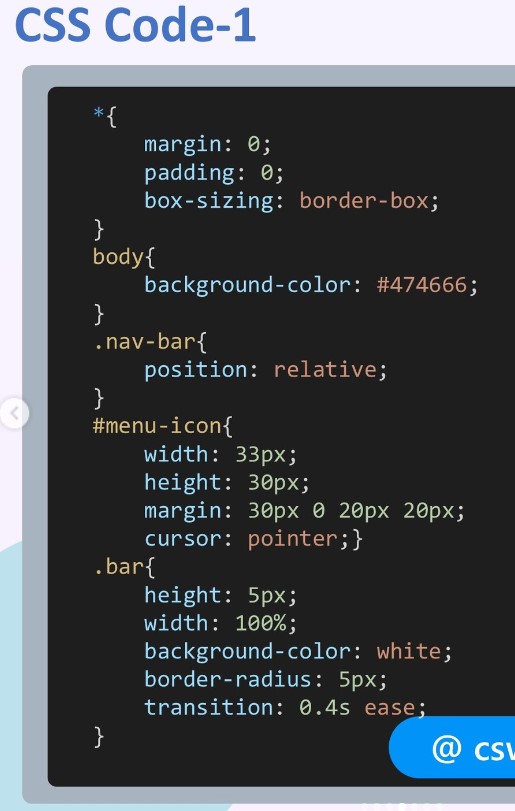 CSS Code-1
*{
margin: 0;
padding: 0;
box-sizing: border-box;
}
body{
background-color: #474666;
}
.nav-bar{
position: relative;
}
#menu-icon{
width: 33px;
height: 30px;
margin: 30px 0 20px 20px;
cursor: pointer;}
.bar{
height: 5px;
width: 100%;
background-color: white;
border-radius: 5px;
transition: 0.4s ease;
}
@